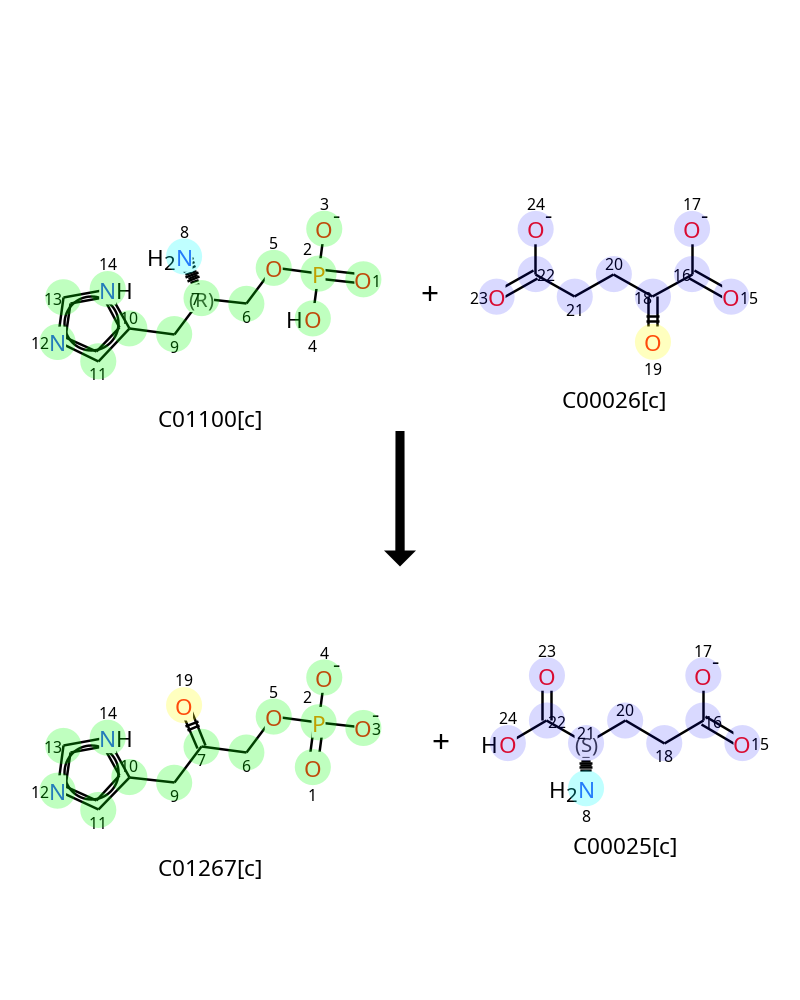 24 17
3 - - -
8 O O O
5 2 20
14 H2N O P O 1 22 16
NH (R) + 23 O 18 O 15
13 7 6 HO 21
10 4 O
12 N 9 19
11
C01100[c] C00026[c]
4 23 17
19 - - O O -
O O
5 2 20
14 O P O 3 22 16
NH 7 + 24 HO 21 O 15
13 6 O (S) 18
10 1
12 N 9 H2N
11 8
C01267[c] C00025[c]